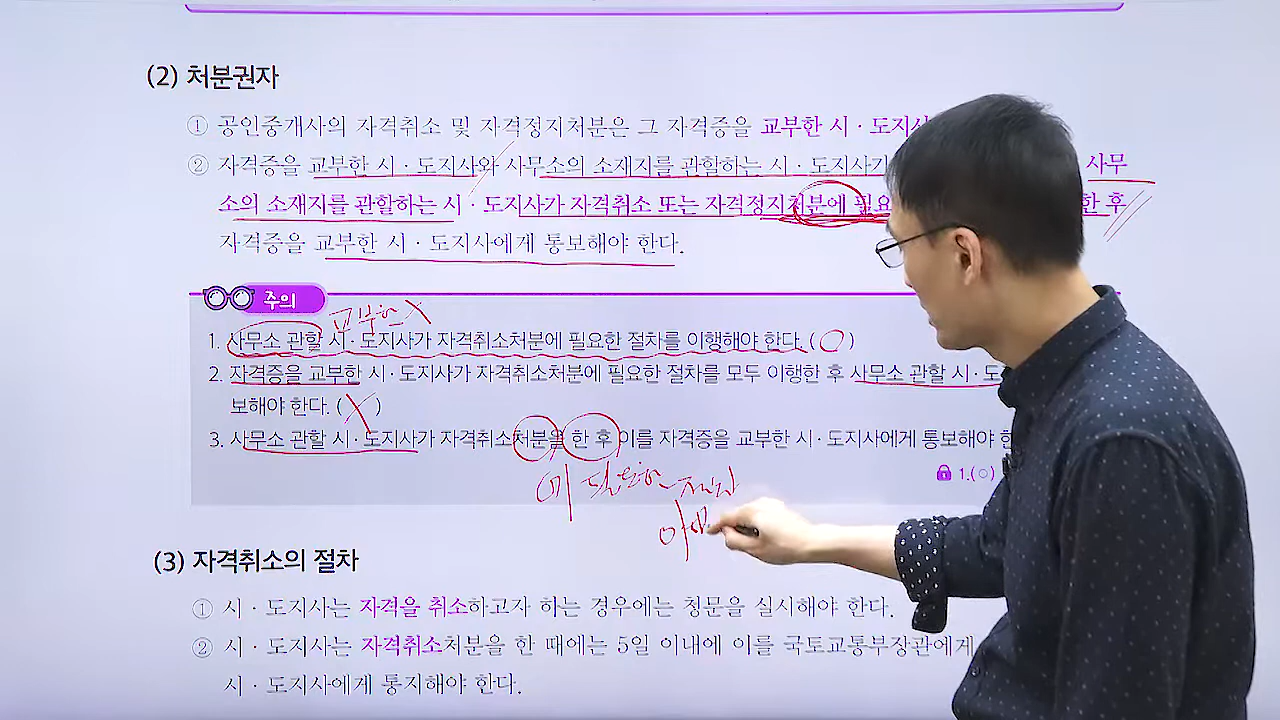 (2) 처분권자
① 공인중개사의 자격취소 및 자격정지처분은 그 자격증을 교부한 시·도지사
② 자격증을 교부한 시·도지사와 사무소의 소재지를 관할하는 시·도지사가 사무
소의 소재지를 관할하는 시·도지사가 자격취소 또는 자격정지처분에 필요 한 후
자격증을 교부한 시·도지사에게 통보해야 한다.
주의
교부한 X
1. 사무소 관할 시·도지사가 자격취소처분에 필요한 절차를 이행해야 한다. ( ○ )
2. 자격증을 교부한 시·도지사가 자격취소처분에 필요한 절차를 모두 이행한 후 사무소 관할 시·도
보해야 한다. ( X )
3. 사무소 관할 시·도지사가 자격취소처분을 한 후 이를 자격증을 교부한 시·도지사에게 통보해야 한
에 필요한 절차
1.(○)
(3) 자격취소의 절차
① 시·도지사는 자격을 취소하고자 하는 경우에는 청문을 실시해야 한다.
② 시·도지사는 자격취소처분을 한 때에는 5일 이내에 이를 국토교통부장관에게
시·도지사에게 통지해야 한다.